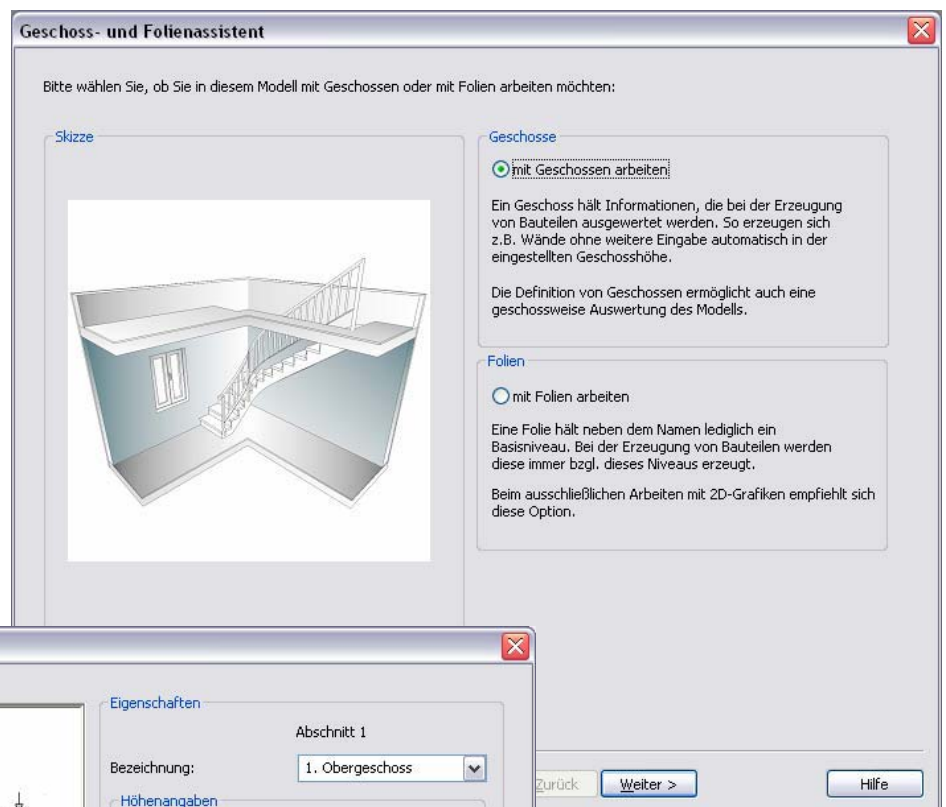 Geschoss- und Folienassistent
Bitte wählen Sie, ob Sie in diesem Modell mit Geschossen oder mit Folien arbeiten möchten:
Skizze
Geschosse
mit Geschossen arbeiten
Ein Geschoss hält Informationen, die bei der Erzeugung
von Bauteilen ausgewertet werden. So erzeugen sich
z.B. Wände ohne weitere Eingabe automatisch in der
eingestellten Geschosshöhe.
Die Definition von Geschossen ermöglicht auch eine
geschossweise Auswertung des Modells.
Folien
mit Folien arbeiten
Eine Folie hält neben dem Namen lediglich ein
Basisniveau. Bei der Erzeugung von Bauteilen werden
diese immer bzgl. dieses Niveaus erzeugt.
Beim ausschließlichen Arbeiten mit 2D-Grafiken empfiehlt sich
diese Option.
Eigenschaften
Abschnitt 1
Bezeichnung:
1. Obergeschoss
Höhenangaben
Zurück
Weiter >
Hilfe